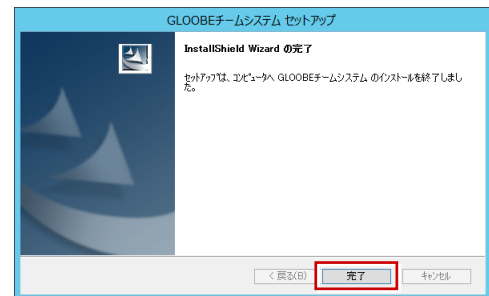 GLOOBEチームシステム セットアップ
InstallShield Wizard の完了
セットアップは、コンピュータへ GLOOBEチームシステム のインストールを終了しまし
た。
< 戻る(B)
完了
キャンセル